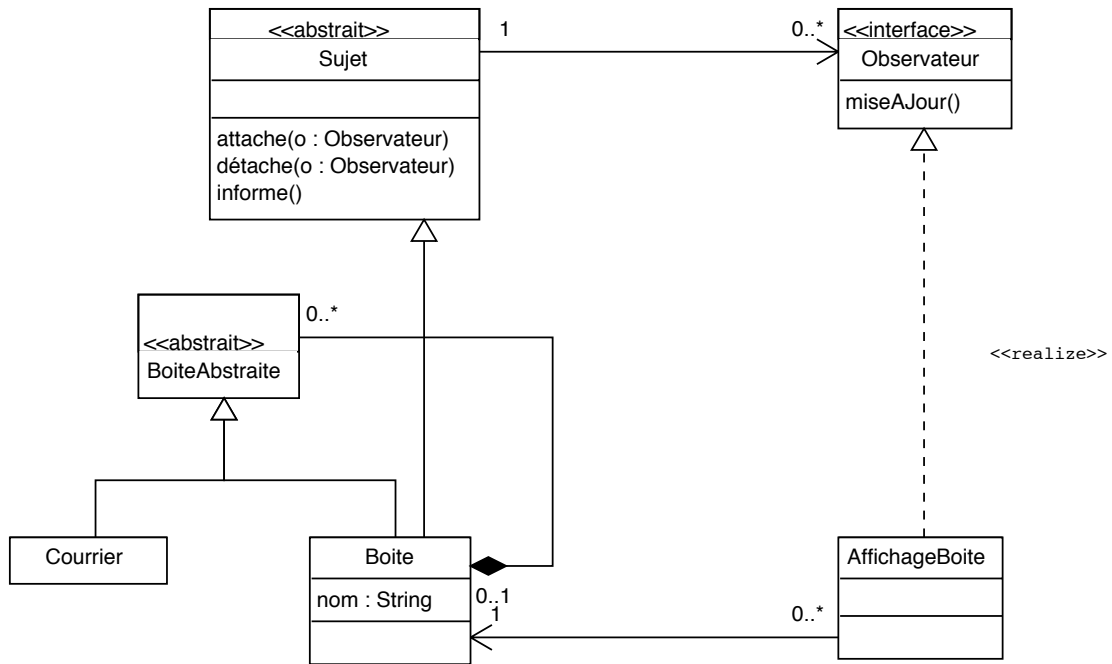 <<abstrait>>
Sujet
attache(o : Observateur)
détache(o : Observateur)
informe()
1
0..*
<<interface>>
Observateur
miseAJour()
<<abstrait>>
BoiteAbstraite
0..*
<<realize>>
Courrier
Boite
nom : String
0..1
1
0..*
AffichageBoite